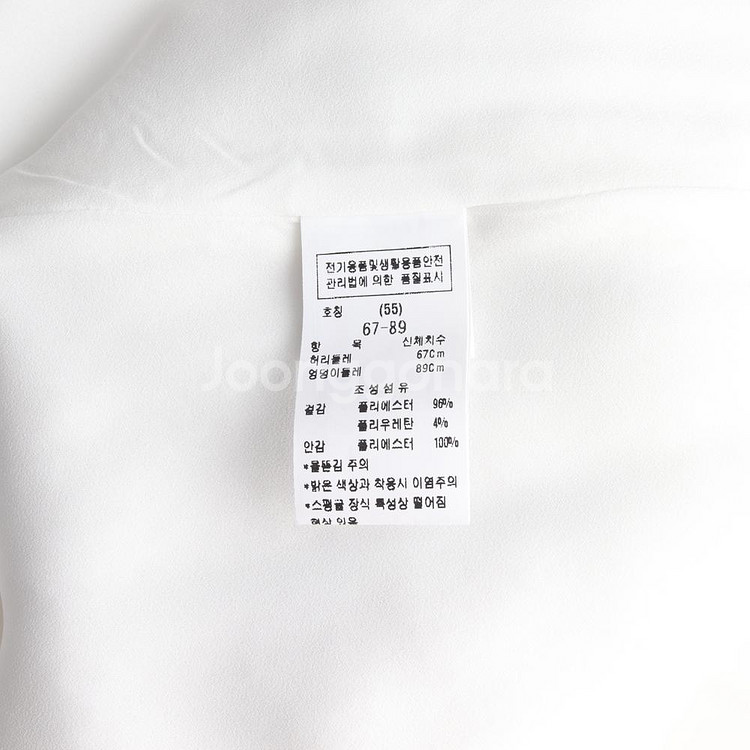 전기용품및생활용품안전
관리법에 의한 품질표시
호칭 (55)
67-89
항 목 신체치수
허리둘레 67Cm
엉덩이둘레 89Cm
Joonggonara
조성섬유
겉감 폴리에스터 96%
폴리우레탄 4%
안감 폴리에스터 100%
*올뜯김 주의
*밝은 색상과 착용시 이염주의
*스팽글 장식 특성상 떨어짐
현상 있음